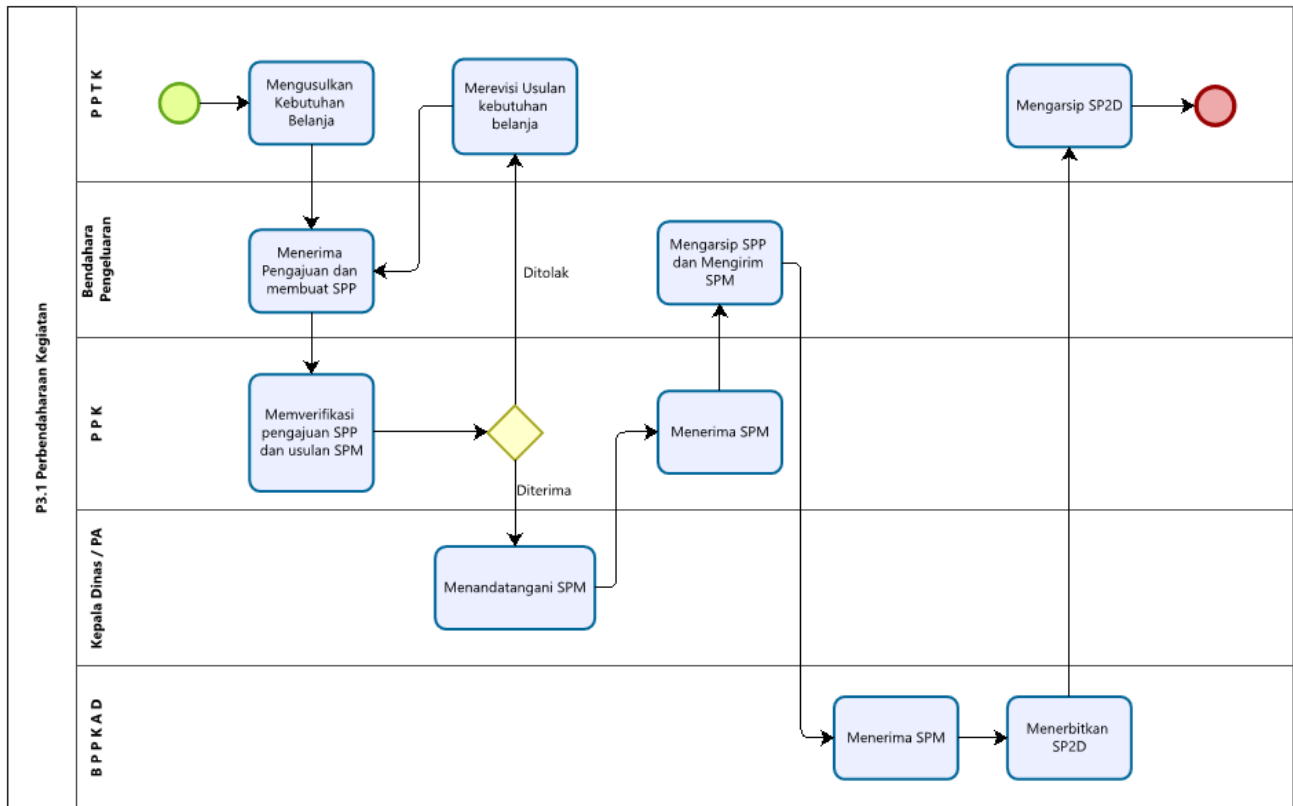 P3.1 Perbendaharaan Kegiatan
P P T K
Mengusulkan
Kebutuhan
Belanja
Merevisi Usulan
kebutuhan
belanja
Mengarsip SP2D
Bendahara
Pengeluaran
Menerima
Pengajuan dan
membuat SPP
Ditolak
Mengarsip SPP
dan Mengirim
SPM
P P K
Memverifikasi
pengajuan SPP
dan usulan SPM
Menerima SPM
Diterima
Kepala Dinas / PA
Menandatangani SPM
B P P K A D
Menerima SPM
Menerbitkan
SP2D